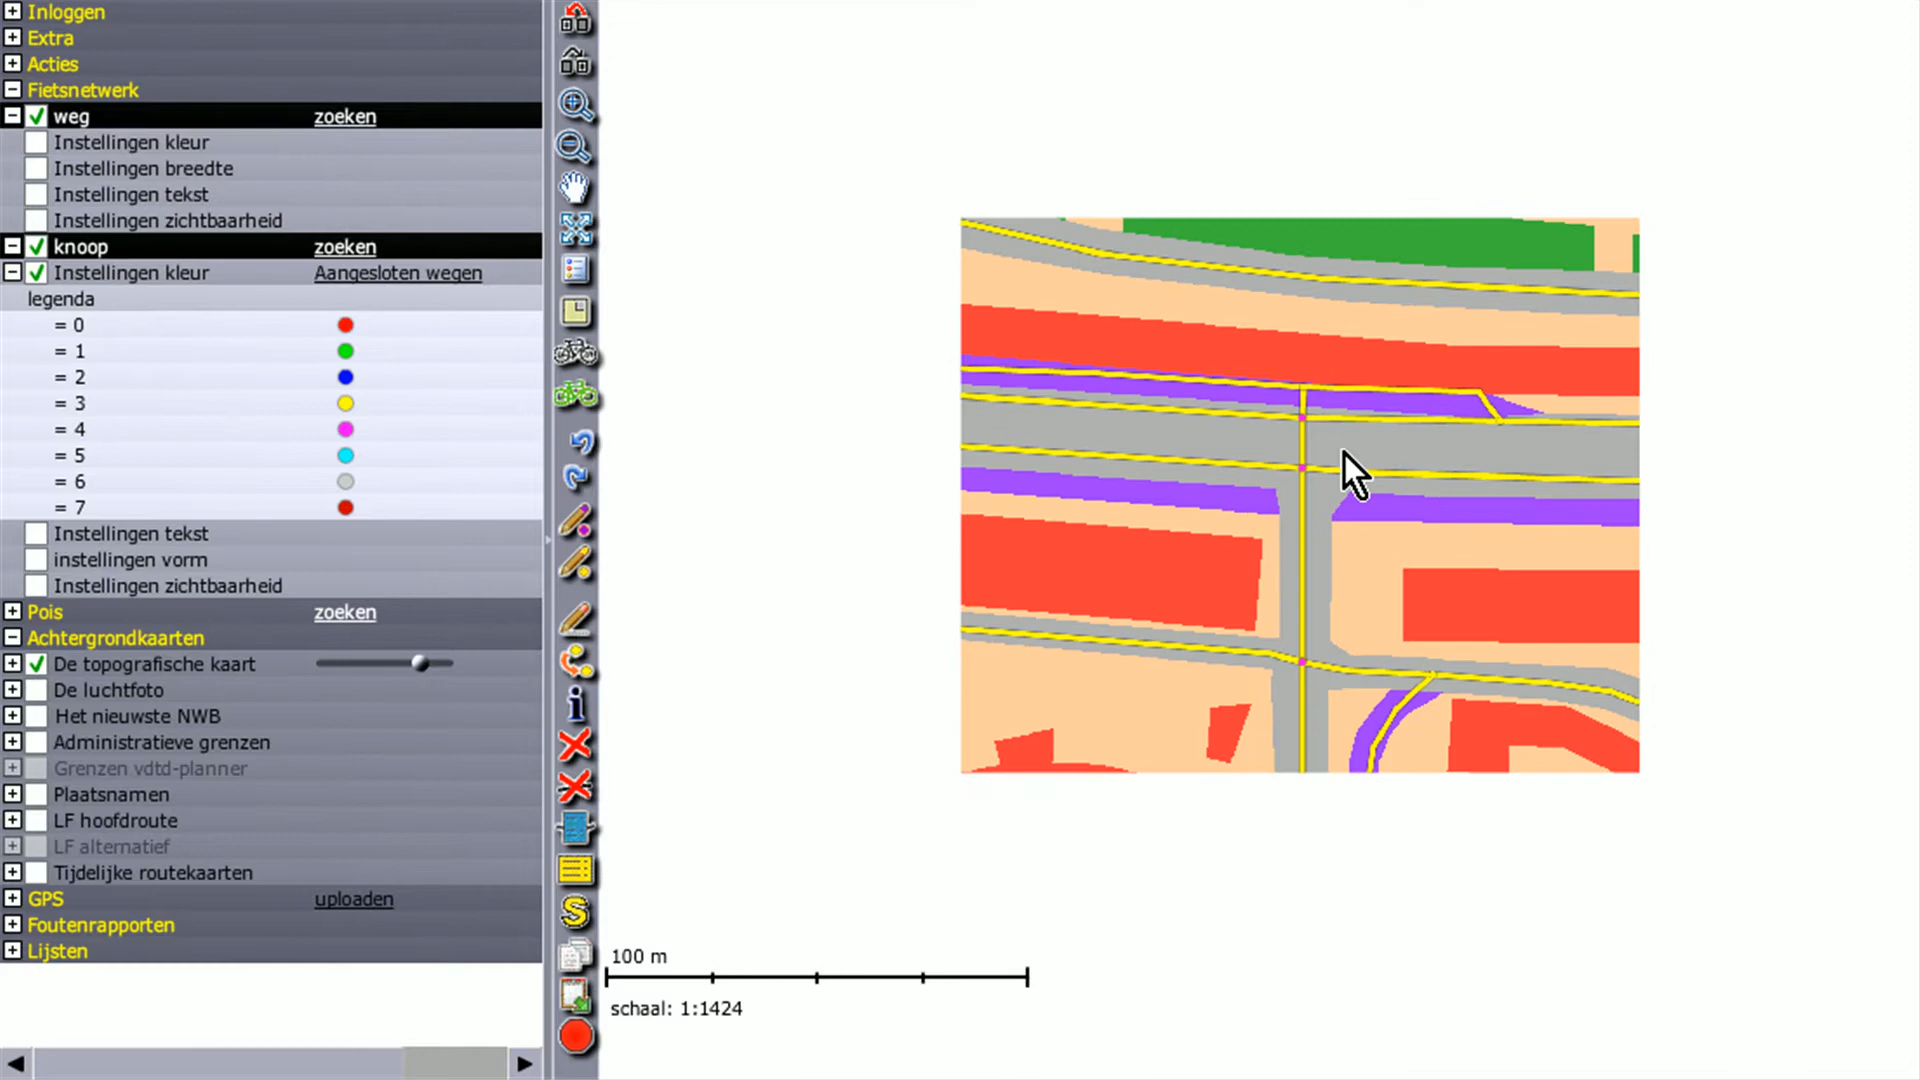 Inloggen
Extra
Acties
Fietsnetwerk
weg zoeken
Instellingen kleur
Instellingen breedte
Instellingen tekst
Instellingen zichtbaarheid
knoop zoeken
Instellingen kleur Aangesloten wegen
legenda
= 0
= 1
= 2
= 3
= 4
= 5
= 6
= 7
Instellingen tekst
instellingen vorm
Instellingen zichtbaarheid
Pois zoeken
Achtergrondkaarten
De topografische kaart
De luchtfoto
Het nieuwste NWB
Administratieve grenzen
Grenzen vdtd-planner
Plaatsnamen
LF hoofdroute
LF alternatief
Tijdelijke routekaarten
GPS uploaden
Foutenrapporten
Lijsten
S
100 m
schaal: 1:1424